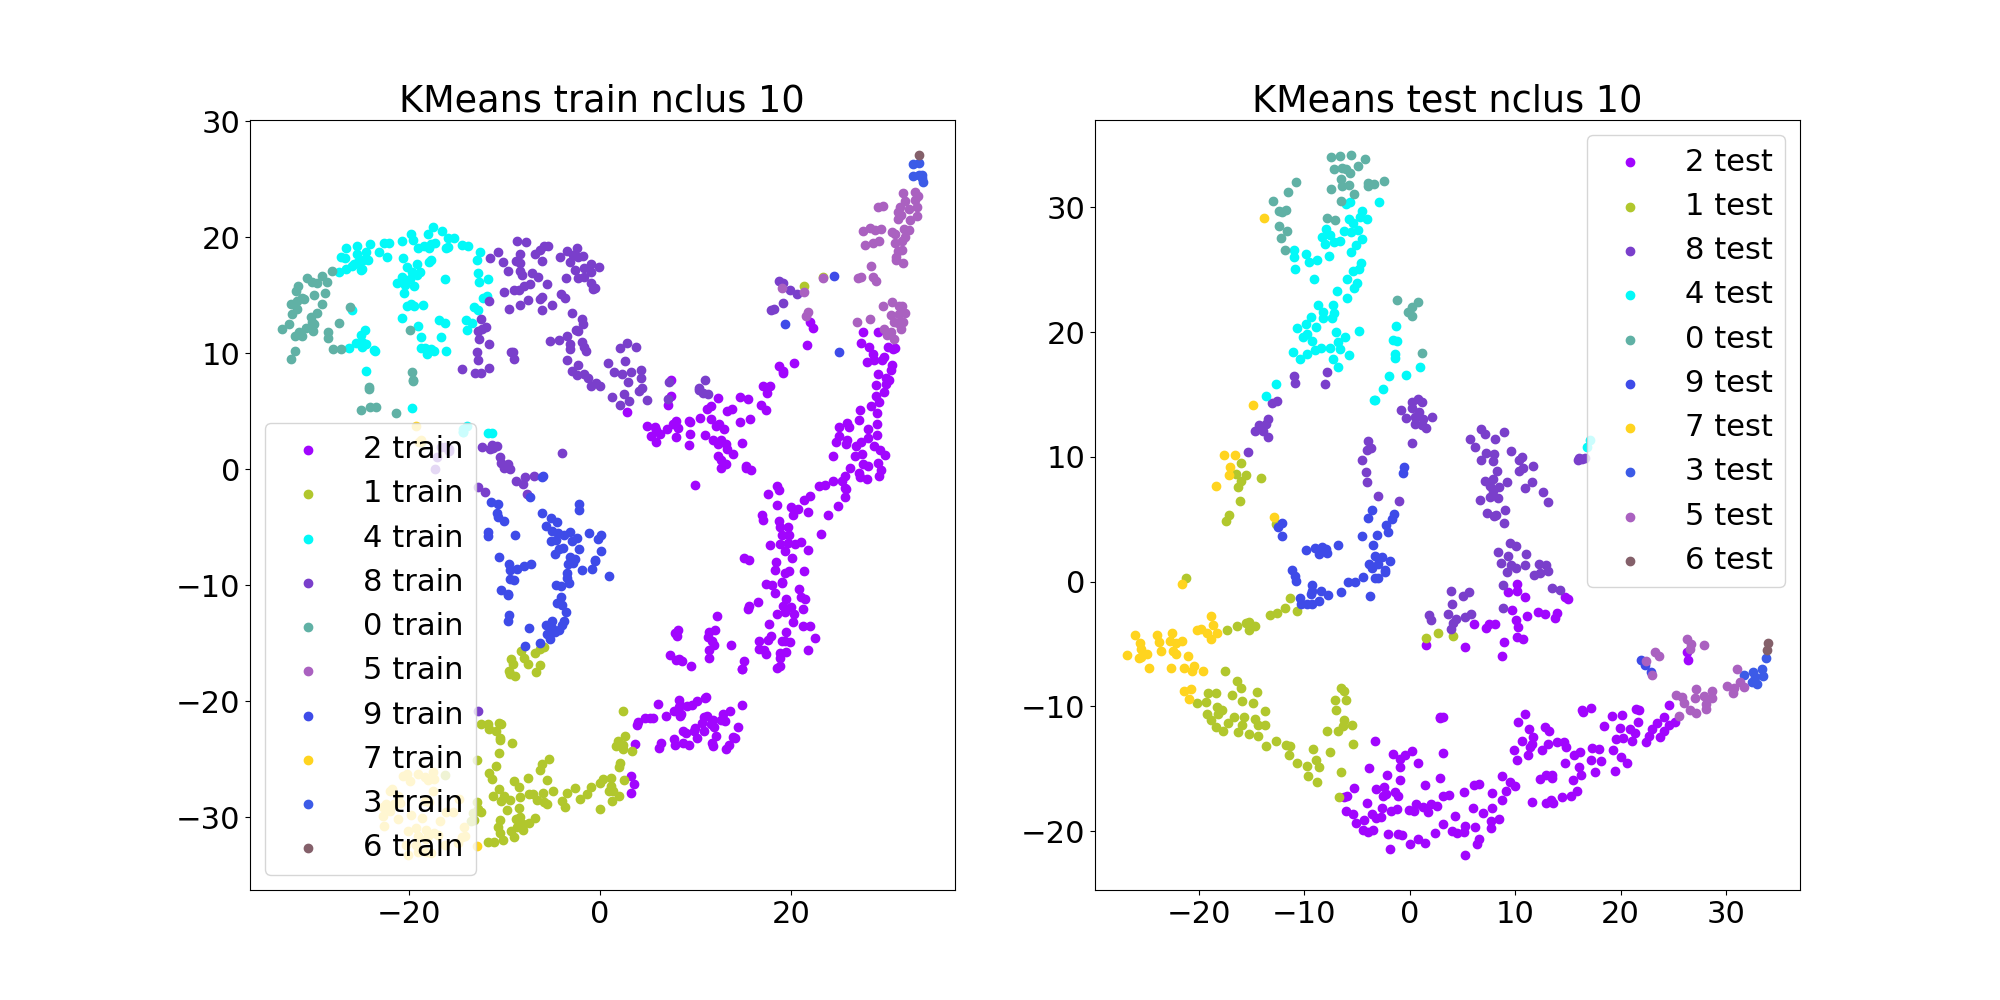 KMeans train nclus 10
30
20
10
0
−10
−20
−30
−20
0
20
2 train
1 train
4 train
8 train
0 train
5 train
9 train
7 train
3 train
6 train
KMeans test nclus 10
30
20
10
0
−10
−20
−20
−10
0
10
20
30
2 test
1 test
8 test
4 test
0 test
9 test
7 test
3 test
5 test
6 test